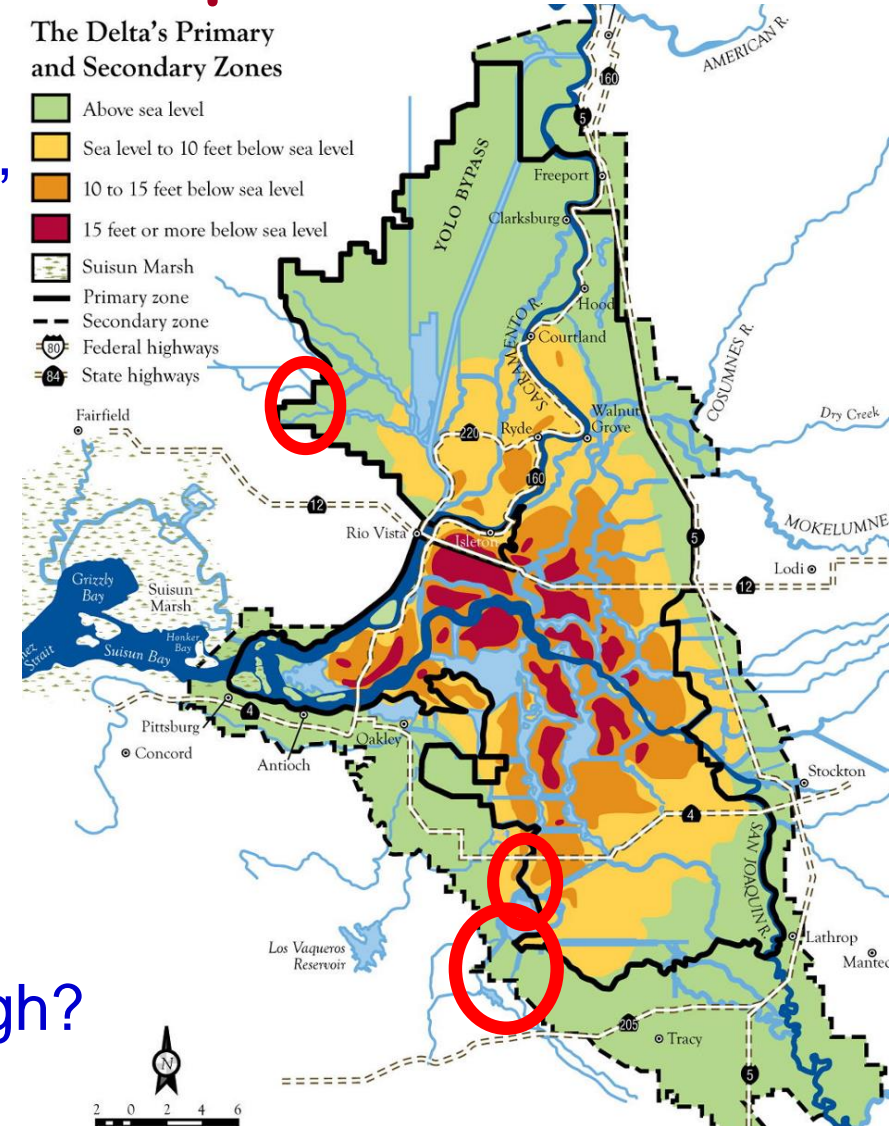 The Delta's Primary
and Secondary Zones
Above sea level
,
Sea level to 10 feet below sea level
10 to 15 feet below sea level
15 feet or more below sea level
Suisun Marsh
Primary zone
Secondary zone
80 Federal highways
84 State highways
AMERICAN R.
160
5
Freeport
YOLO BYPASS
Clarksburg
Hood
SACRAMENTO R.
Courtland
COSUMNES R.
Fairfield
Walnut
Grove
Dry Creek
220
Ryde
160
12
MOKELUMNE
Rio Vista
Isleton
5
Lodi
12
Grizzly
Bay
Suisun
Marsh
Honker
Bay
Suisun Bay
Strait
Pittsburg
4
Oakley
Concord
Antioch
Stockton
4
SAN JOAQUIN R.
Los Vaqueros
Reservoir
Lathrop
gh?
205
Tracy
N
5
2 0 2 4 6